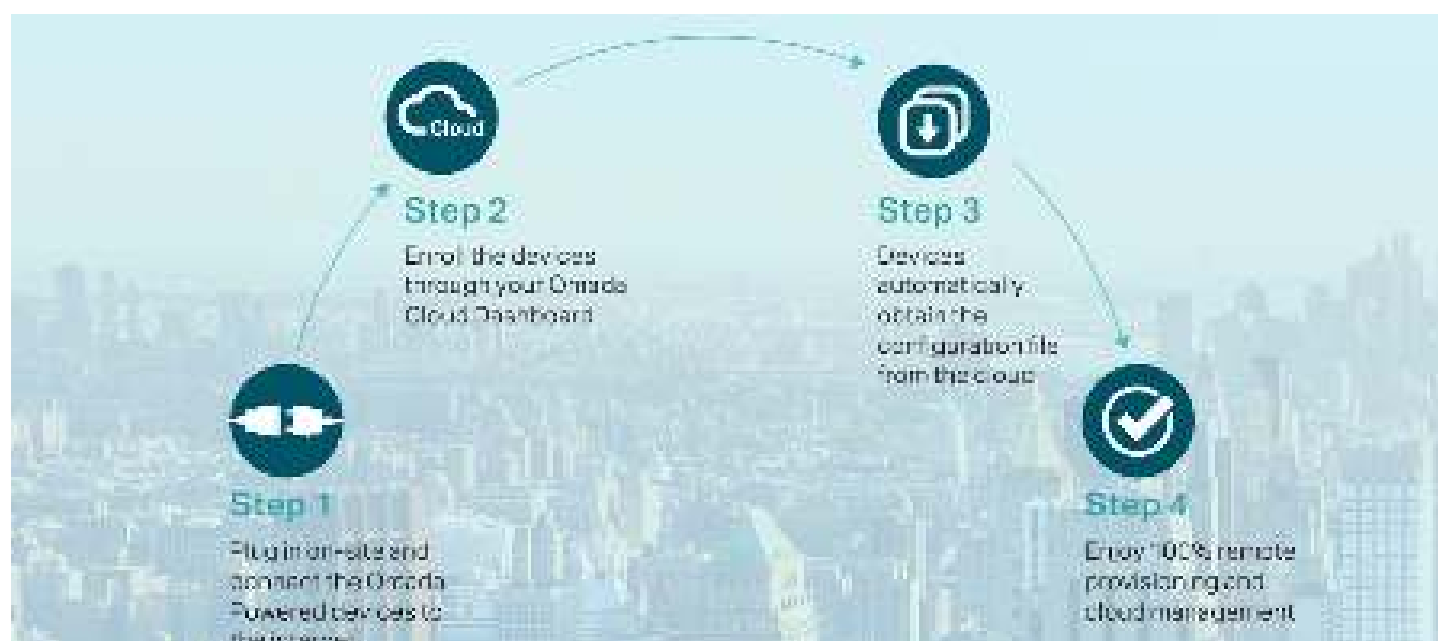 Cloud
Step 2
Enroll the devices
through your Omada
Cloud Dashboard
Step 3
Devices
automatically
obtain the
configuration file
from the cloud
Step 1
Plug in on-site and
connect the Omada
Powered devices to
the internet
Step 4
Enjoy 100% remote
provisioning and
cloud management